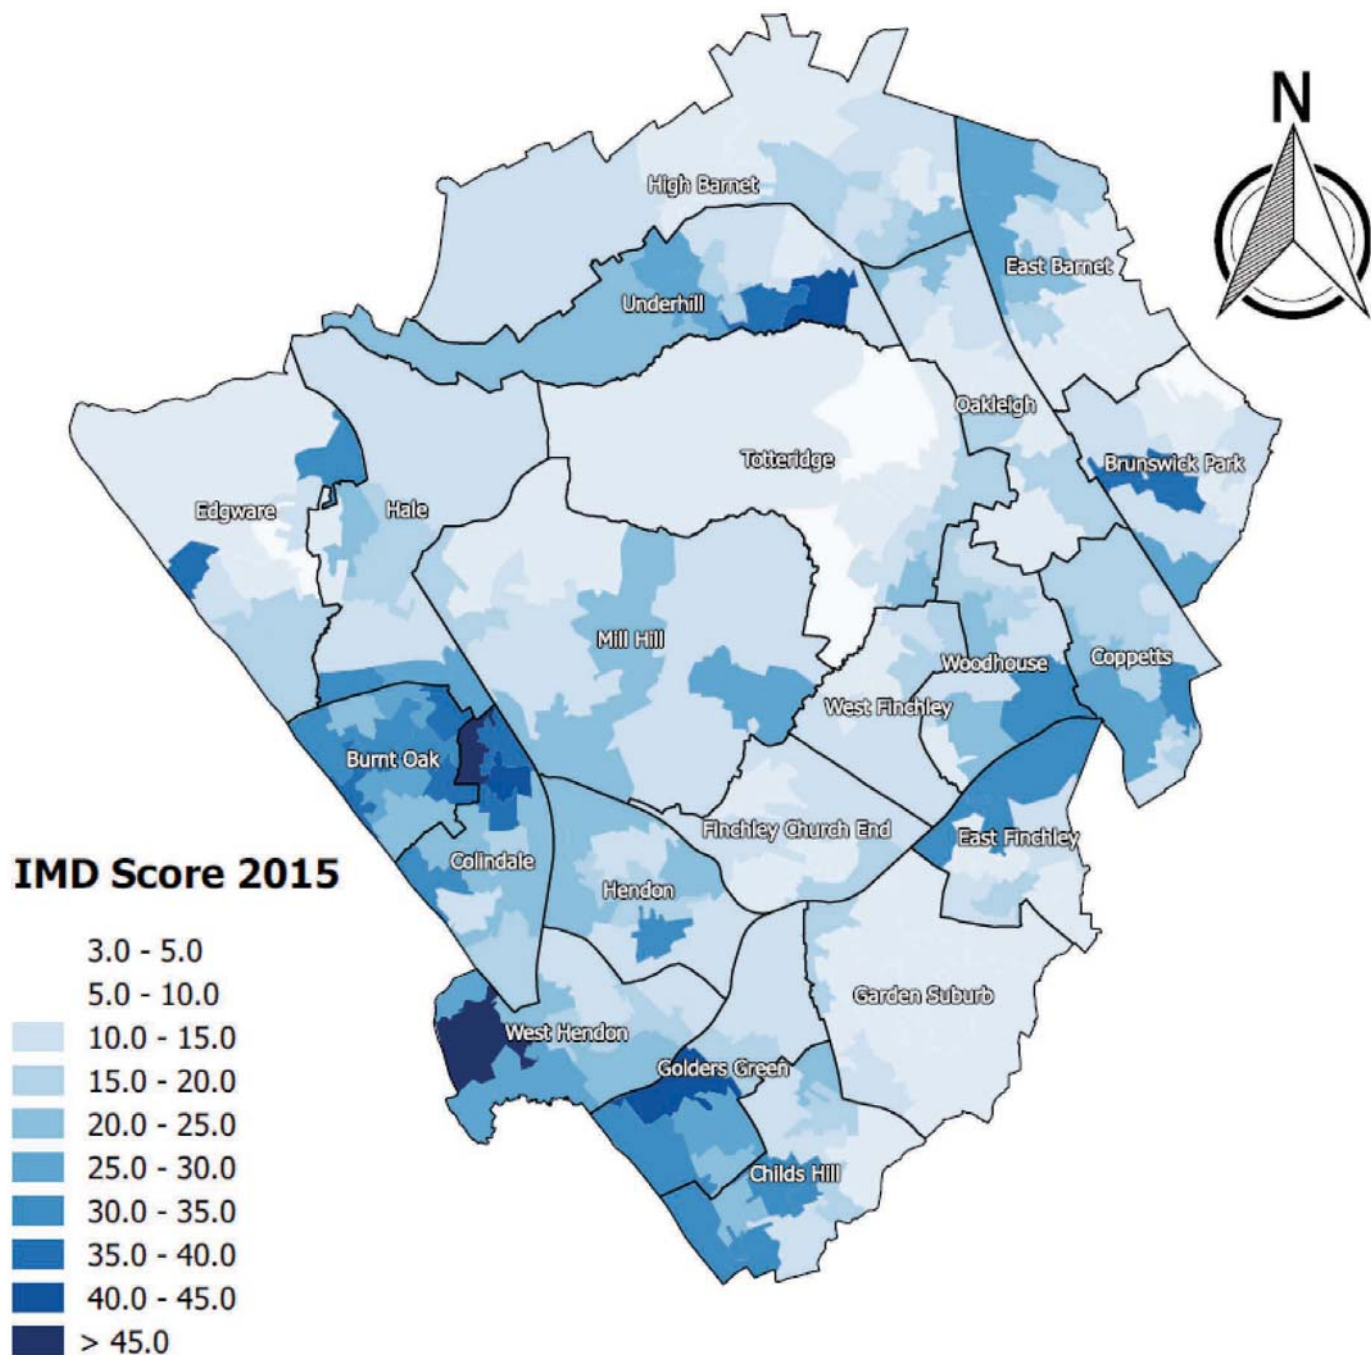 N
High Barnet
East Barnet
Underhill
Oakleigh
Totteridge
Brunswick Park
Edgware
Hale
Mill Hill
Woodhouse
Coppetts
West Finchley
Burnt Oak
Finchley Church End
East Finchley
Colindale
Hendon
Garden Suburb
West Hendon
Golders Green
Childs Hill
IMD Score 2015
3.0 - 5.0
5.0 - 10.0
10.0 - 15.0
15.0 - 20.0
20.0 - 25.0
25.0 - 30.0
30.0 - 35.0
35.0 - 40.0
40.0 - 45.0
> 45.0